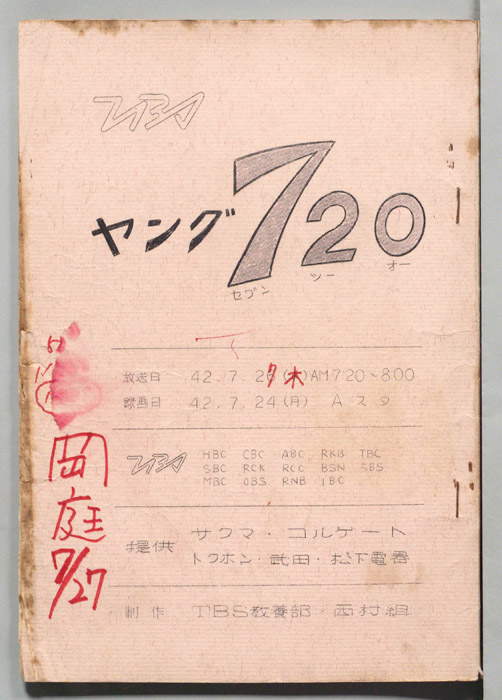 TBS
ヤング720
セブン ツー オー
放送日 42.7.27(木)AM7:20~8:00
録画日 42.7.24(月) Aスタ
TBS HBC CBC ABC RKB TBC
SBC RCK RCC BSN SBS
MBC OBS RNB IBC
提供 サクマ・コルゲート
トクホン・武田・松下電器
制作 TBS教養部・西村組
岡庭
7/27